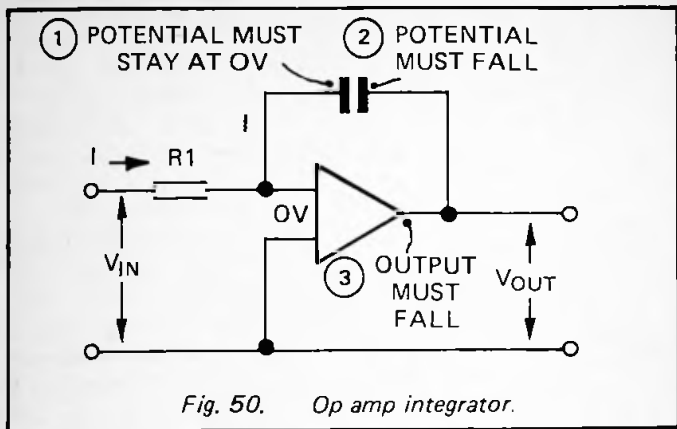 1 POTENTIAL MUST STAY AT OV
2 POTENTIAL MUST FALL
I
I R1
OV
VIN
3 OUTPUT MUST FALL
VOUT
Fig. 50. Op amp integrator.